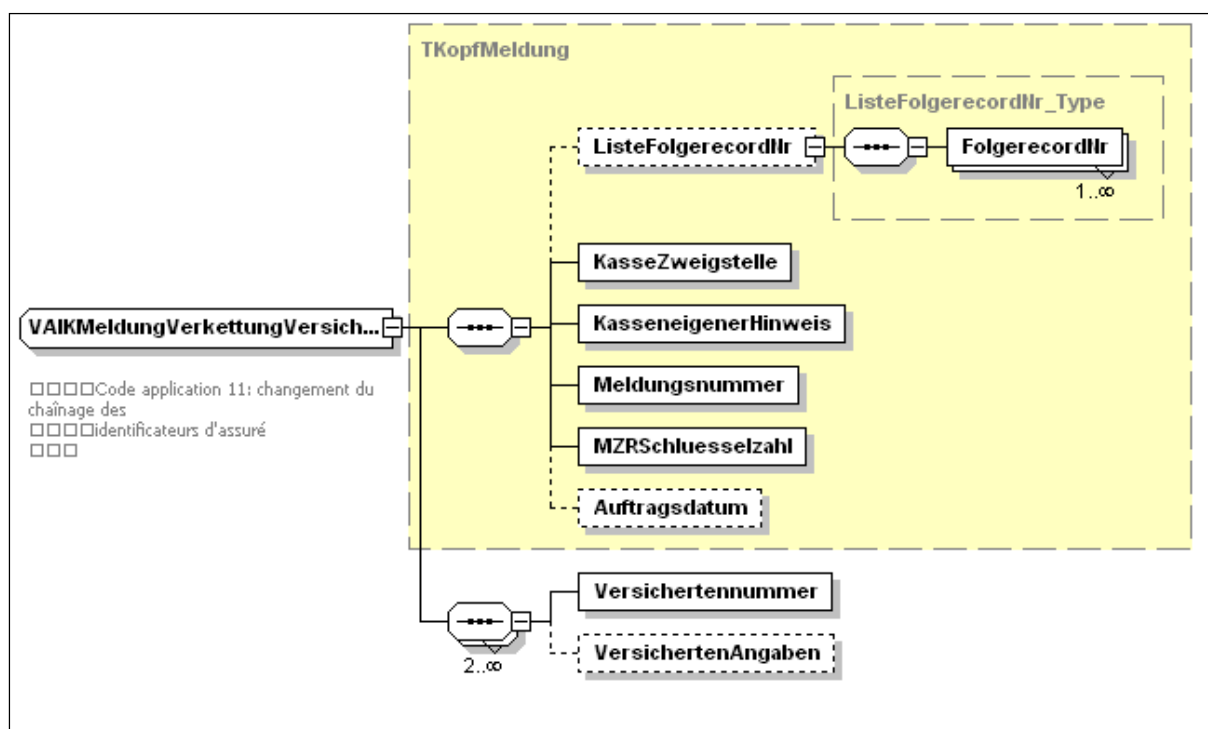 TKopfMeldung
ListeFolgerecordNr_Type
ListeFolgerecordNr
FolgerecordNr
1..∞
KasseZweigstelle
KasseneigenerHinweis
VAIKMeldungVerkettungVersich...
Meldungsnummer
□□□□Code application 11: changement du
chaînage des
□□□□identificateurs d'assuré
□□□
MZRSchluesselzahl
Auftragsdatum
Versichertennummer
VersichertenAngaben
2..∞